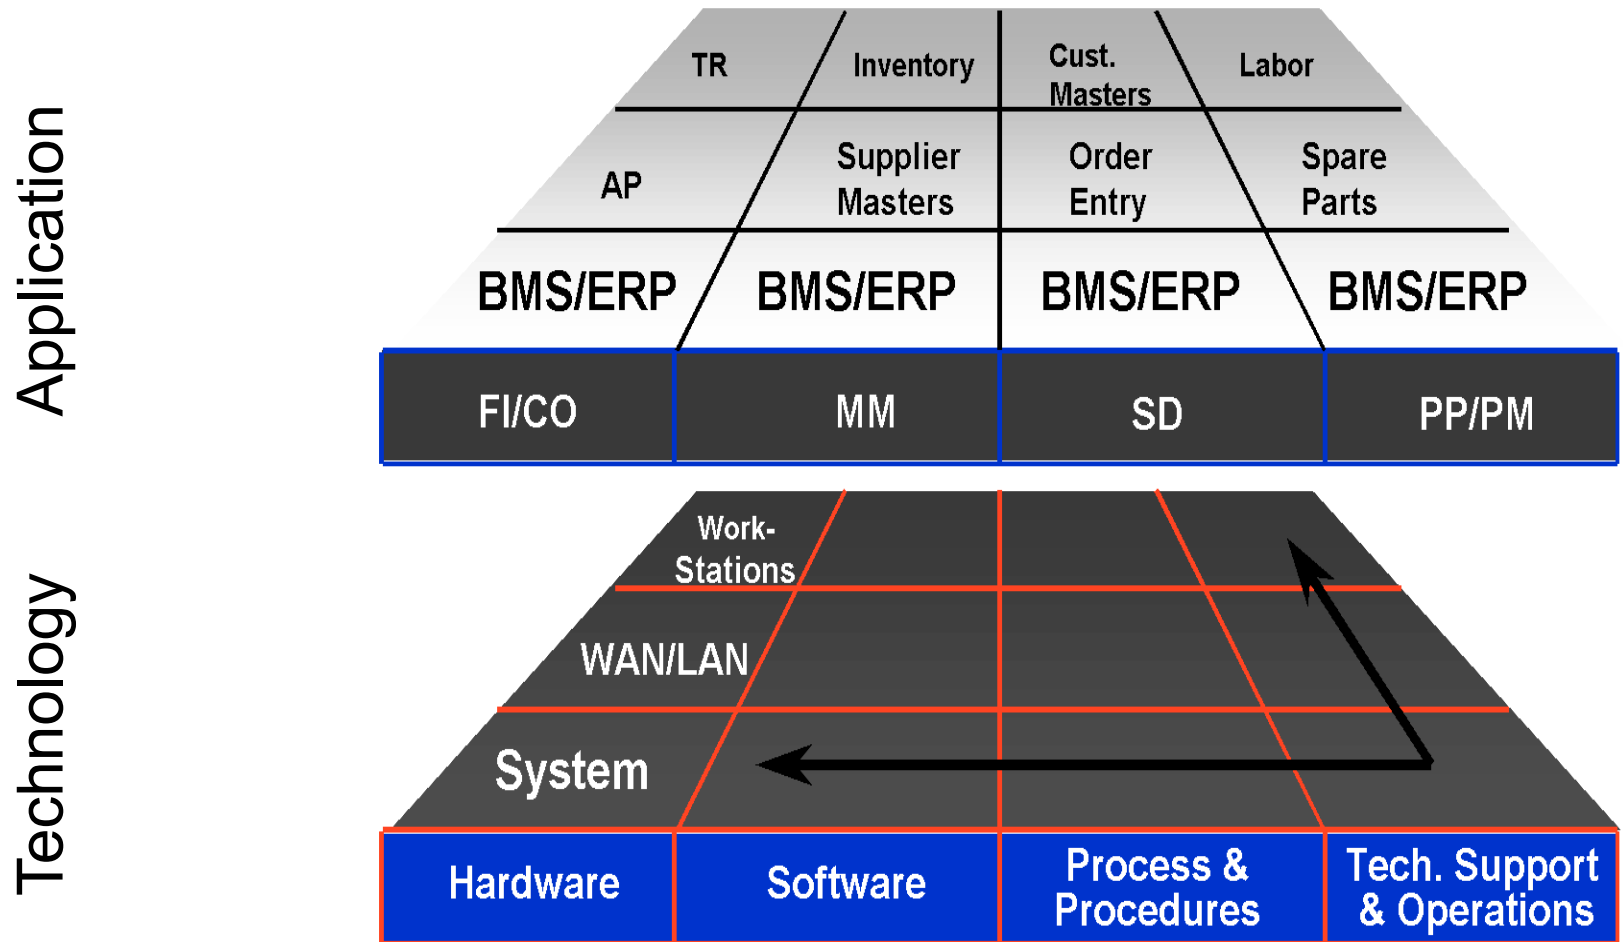 Application
TR
Inventory
Cust.
Masters
Labor
AP
Supplier
Masters
Order
Entry
Spare
Parts
BMS/ERP
BMS/ERP
BMS/ERP
BMS/ERP
FI/CO
MM
SD
PP/PM
Technology
Work-
Stations
WAN/LAN
System
Hardware
Software
Process &
Procedures
Tech. Support
& Operations